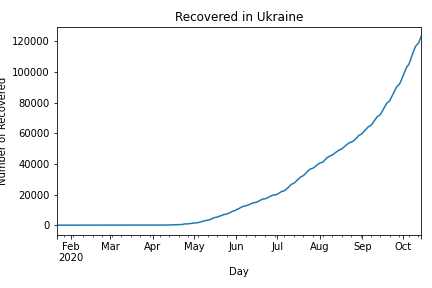 Recovered in Ukraine
120000
100000
80000
60000
40000
20000
0
Number of Recovered
Feb Mar Apr May Jun Jul Aug Sep Oct
2020
Day